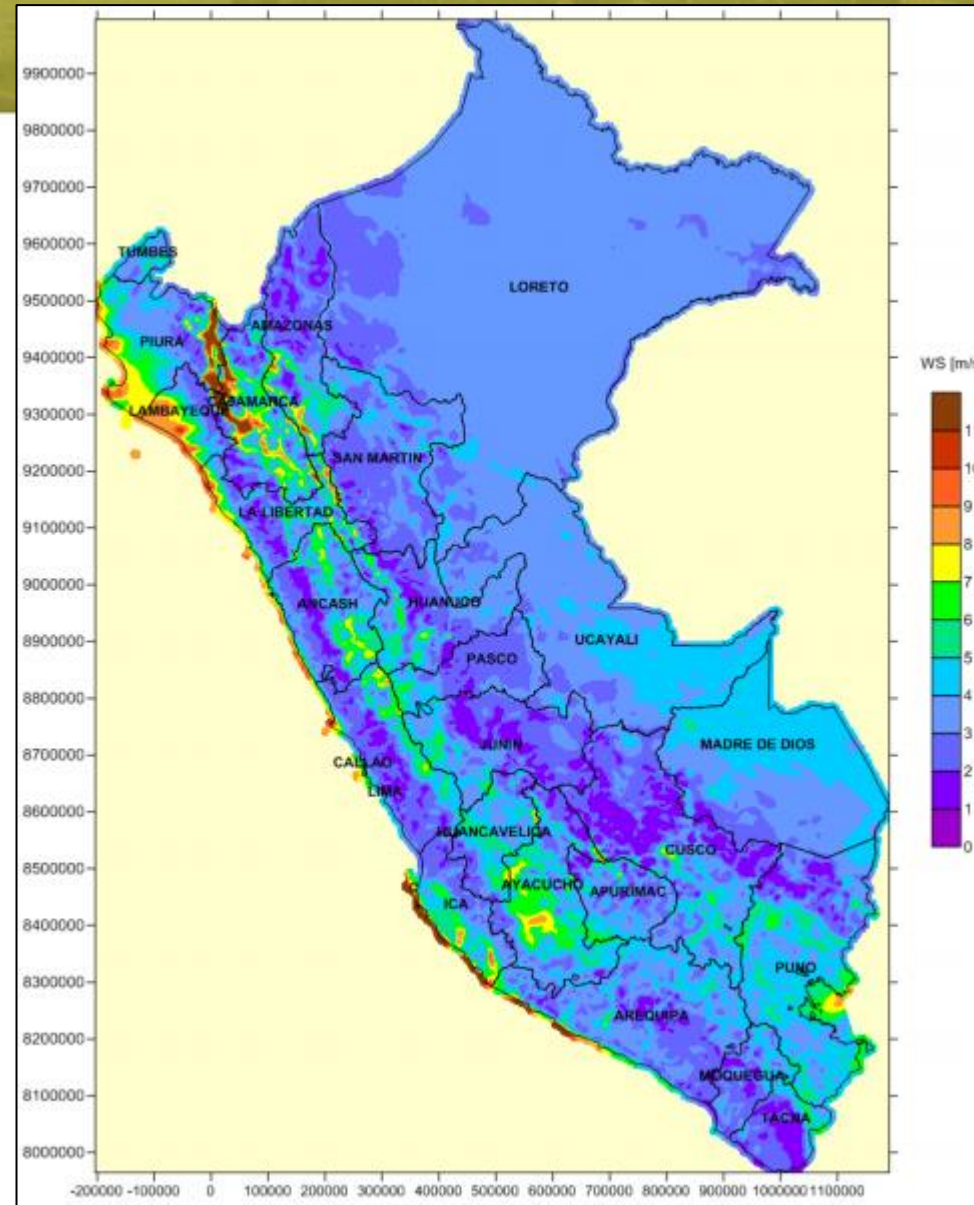 9900000
9800000
9700000
9600000
9500000
9400000
9300000
9200000
9100000
9000000
8900000
8800000
8700000
8600000
8500000
8400000
8300000
8200000
8100000
8000000
TUMBES
LORETO
AMAZONAS
PIURA
CAJAMARCA
LAMBAYEQUE
SAN MARTIN
LA LIBERTAD
ANCASH
HUANUCO
UCAYALI
PASCO
JUNIN
MADRE DE DIOS
CALLAO
LIMA
HUANCAVELICA
CUSCO
AYACUCHO
APURIMAC
ICA
PUNO
AREQUIPA
MOQUEGUA
TACNA
-200000 -100000 0 100000 200000 300000 400000 500000 600000 700000 800000 900000 1000000 1100000
WS [m/
10
9
8
7
6
5
4
3
2
1
0